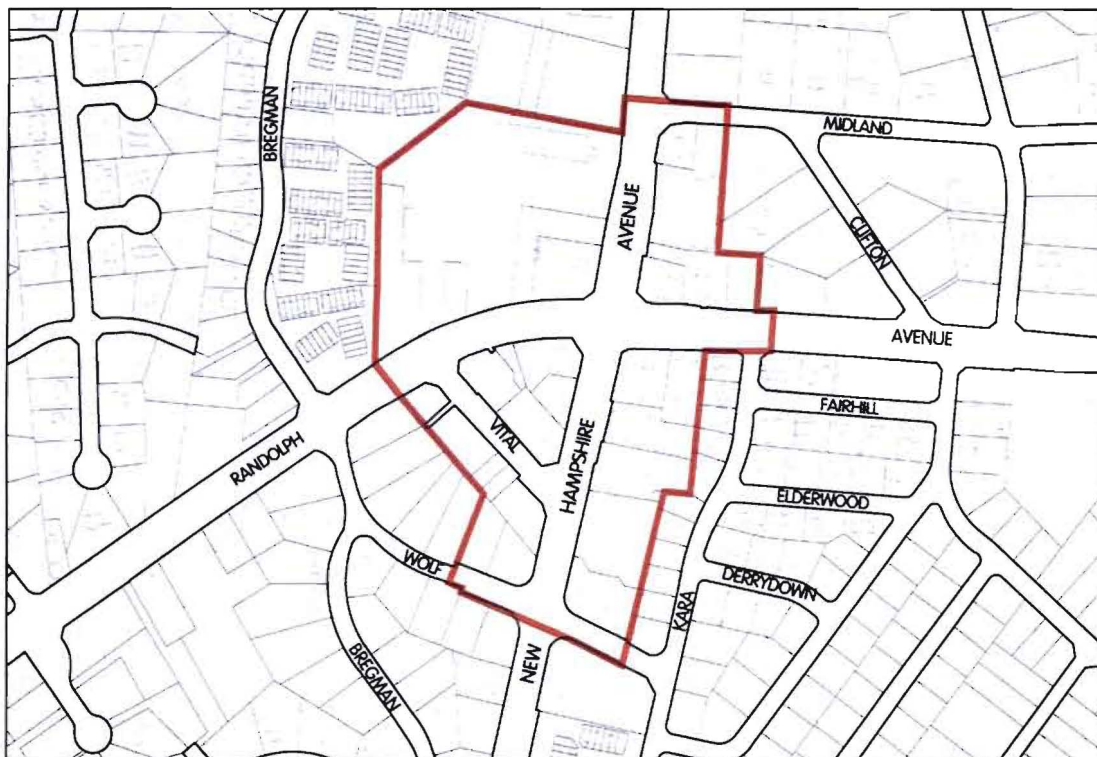 BREGMAN
MIDLAND
AVENUE
CLIFTON
AVENUE
FAIRHILL
VITAL
RANDOLPH
HAMPSHIRE
ELDERWOOD
WOLF
DERRYDOWN
KARA
BREGMAN
NEW